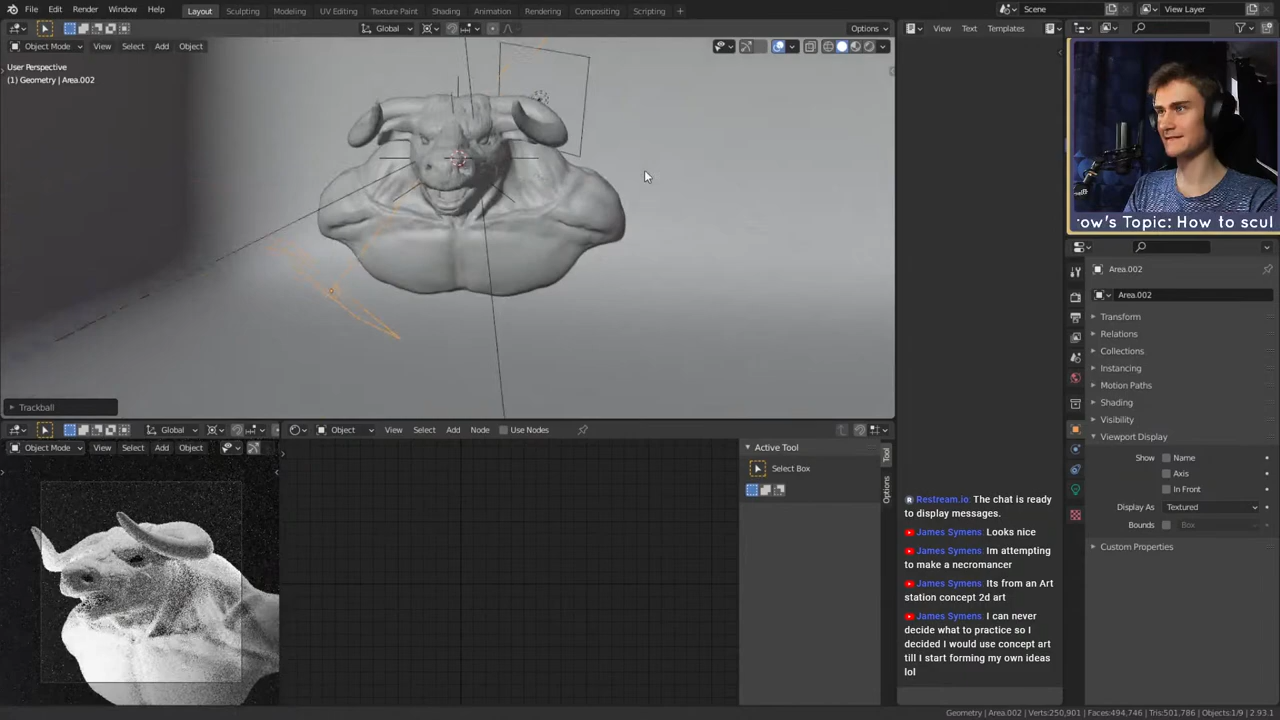 File Edit Render Window Help Layout Sculpting Modeling UV Editing Texture Paint Shading Animation Rendering Compositing Scripting + Scene View Layer
Global Options
Object Mode View Select Add Object View Text Templates
User Perspective
(1) Geometry | Area.002
row's Topic: How to scul
Area.002
Area.002
Transform
Relations
Collections
Instancing
Motion Paths
Shading
Visibility
Viewport Display
Show Name
Axis
In Front
Display As Textured
Bounds Box
Custom Properties
Trackball
Global Object View Select Add Node Use Nodes
Object Mode View Select Add Object
Active Tool
Select Box
Tool
Options
Restream.io The chat is ready
to display messages.
James Symens: Looks nice
James Symens: Im attempting
to make a necromancer
James Symens: Its from an Art
station concept 2d art
James Symens: I can never
decide what to practice so I
decided I would use concept art
till I start forming my own ideas
lol
Geometry | Area.002 Verts:250,901 | Faces:494,746 | Tris:501,786 | Objects:1/9 | 2.93.1